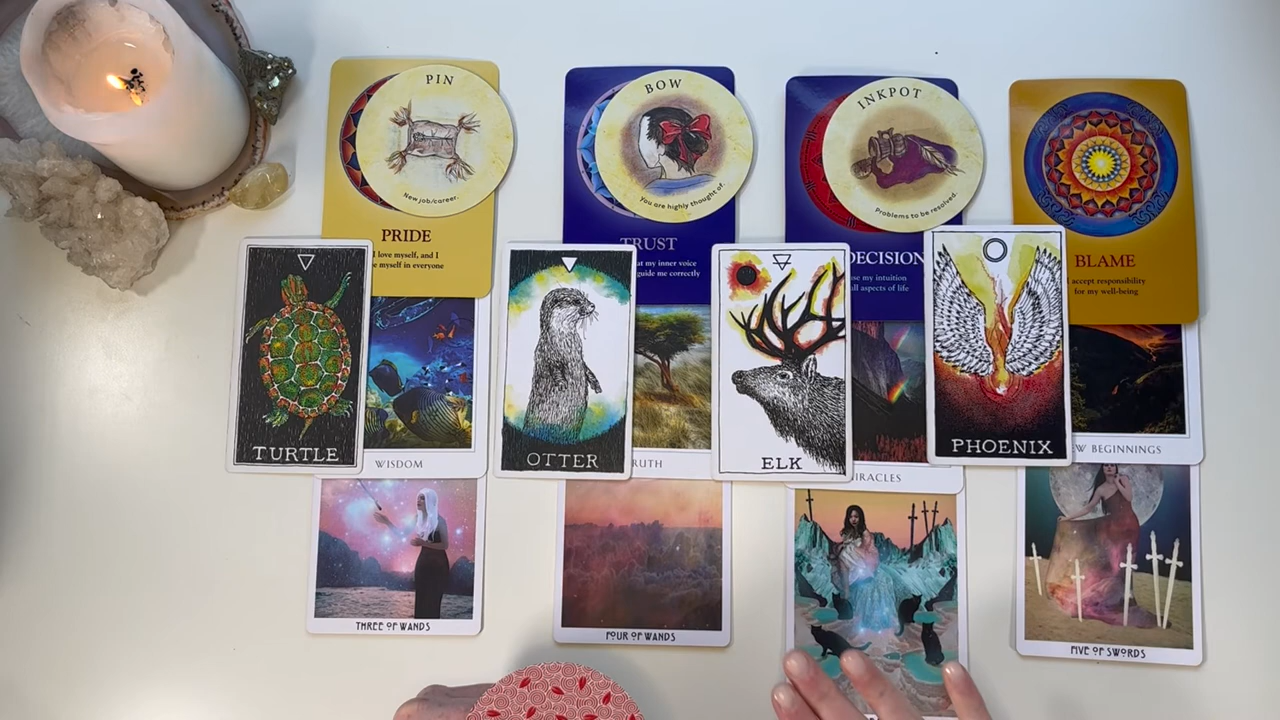 PIN
New job/career.
PRIDE
I love myself, and I
myself in everyone
TURTLE
WISDOM
THREE OF WANDS
BOW
You are highly thought of.
TRUST
my inner voice
guide me correctly
OTTER
FOUR OF WANDS
INKPOT
Problems to be resolved.
DECISION
my intuition
all aspects of life
ELK
BLAME
I accept responsibility
for my well-being
PHOENIX
BEGINNINGS
FIVE OF SWORDS